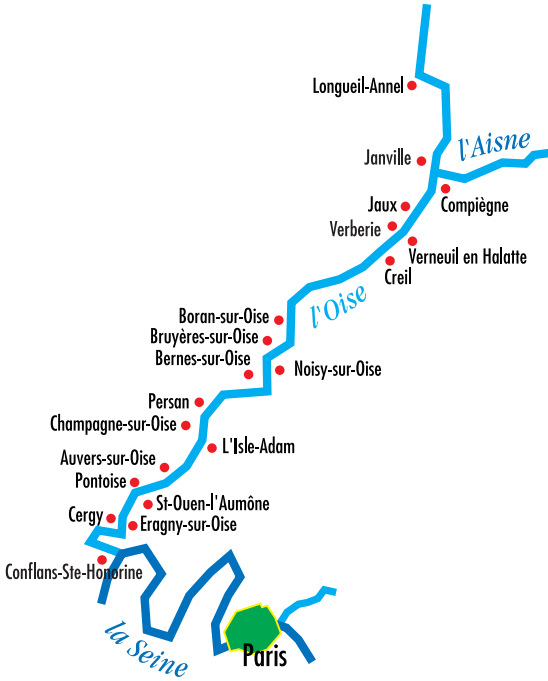 Longueil-Annel
l'Aisne
Janville
Jaux
Compiègne
Verberie
Verneuil en Halatte
Creil
l'Oise
Boran-sur-Oise
Bruyères-sur-Oise
Bernes-sur-Oise
Noisy-sur-Oise
Persan
Champagne-sur-Oise
L'Isle-Adam
Auvers-sur-Oise
Pontoise
St-Ouen-l'Aumône
Cergy
Eragny-sur-Oise
Conflans-Ste-Honorine
la Seine
Paris